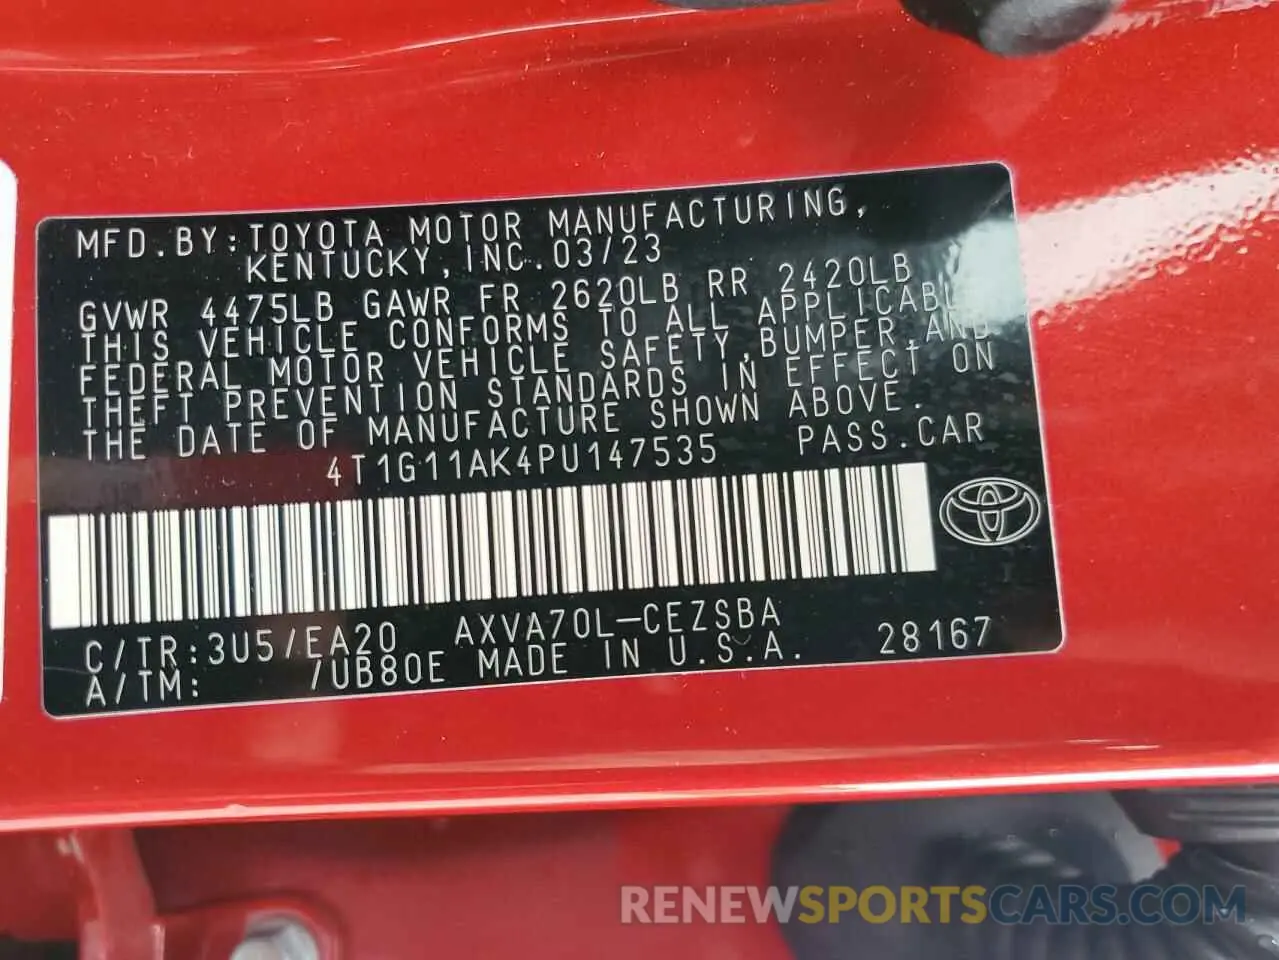 MFD.BY:TOYOTA MOTOR MANUFACTURING,
KENTUCKY,INC.03/23
GVWR 4475LB GAWR FR 2620LB RR 2420LB
THIS VEHICLE CONFORMS TO ALL APPLICABLE
FEDERAL MOTOR VEHICLE SAFETY,BUMPER,AND
THEFT PREVENTION STANDARDS IN EFFECT ON
THE DATE OF MANUFACTURE SHOWN ABOVE.
4T1G11AK4PU147535 PASS.CAR
C/TR:3U5/EA20 AXVA70L-CEZSBA
A/TM: /UB80E MADE IN U.S.A. 28167
RENEWSPORTSCARS.COM